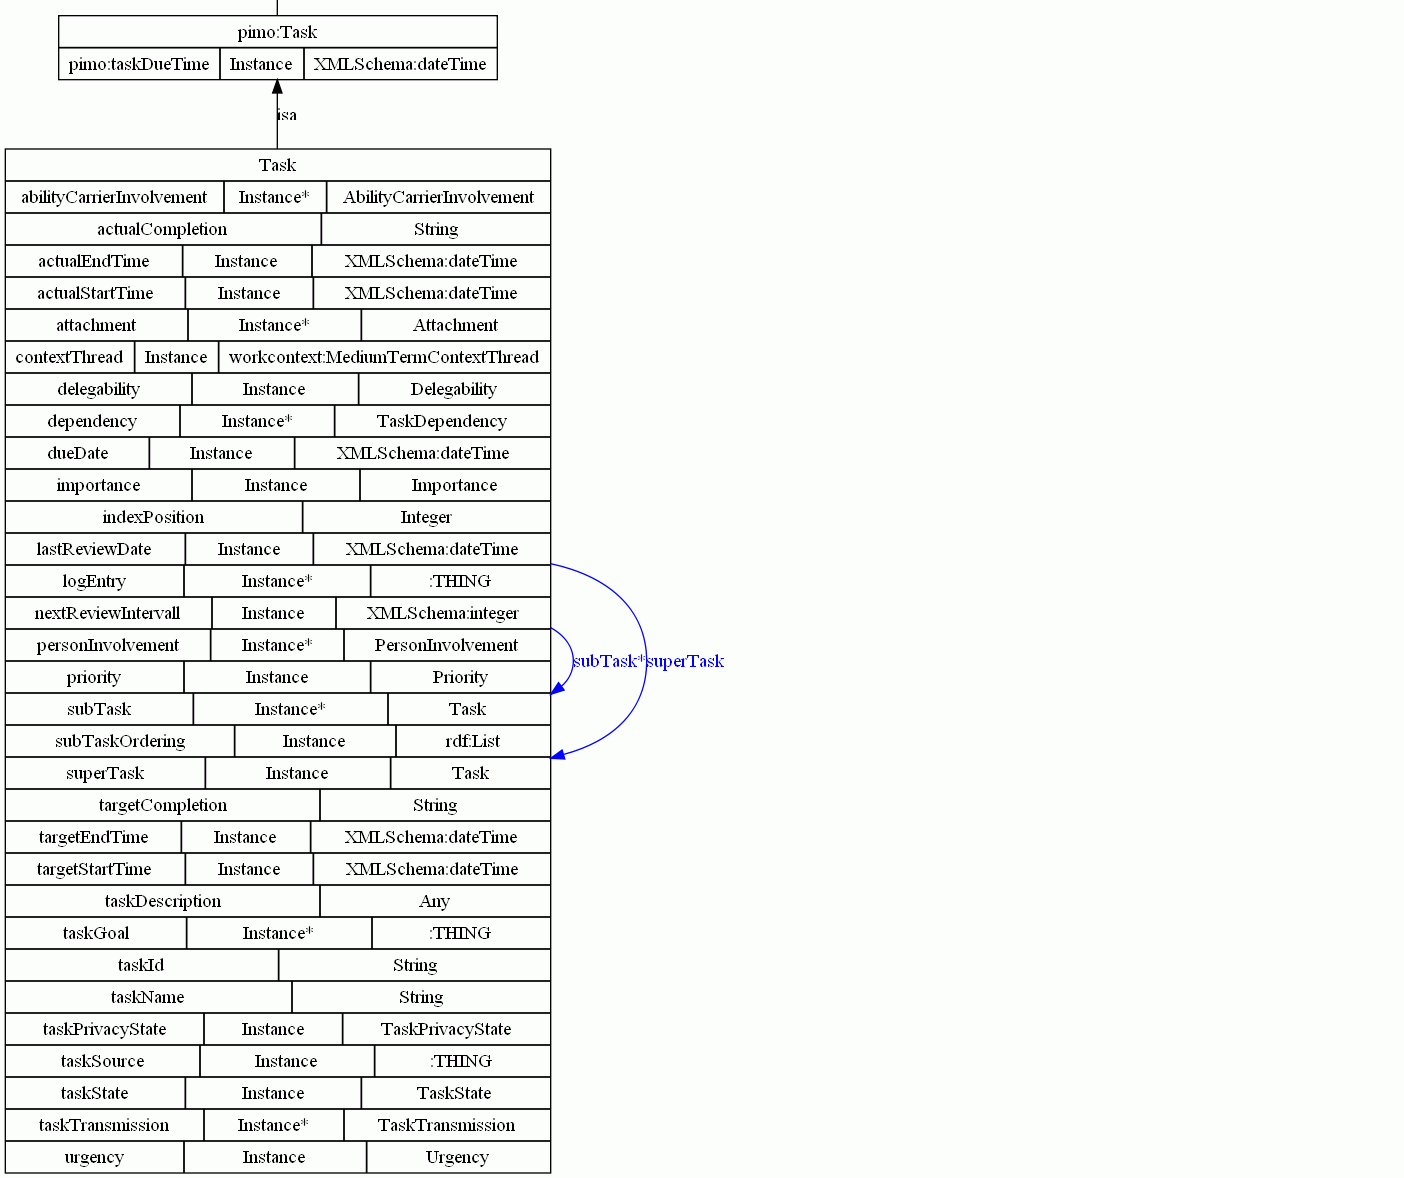 pimo:Task
pimo:taskDueTime Instance XMLSchema:dateTime
isa
Task
abilityCarrierInvolvement Instance* AbilityCarrierInvolvement
actualCompletion String
actualEndTime Instance XMLSchema:dateTime
actualStartTime Instance XMLSchema:dateTime
attachment Instance* Attachment
contextThread Instance workcontext:MediumTermContextThread
delegability Instance Delegability
dependency Instance* TaskDependency
dueDate Instance XMLSchema:dateTime
importance Instance Importance
indexPosition Integer
lastReviewDate Instance XMLSchema:dateTime
logEntry Instance* :THING
nextReviewIntervall Instance XMLSchema:integer
personInvolvement Instance* PersonInvolvement
subTask* superTask
priority Instance Priority
subTask Instance* Task
subTaskOrdering Instance rdf:List
superTask Instance Task
targetCompletion String
targetEndTime Instance XMLSchema:dateTime
targetStartTime Instance XMLSchema:dateTime
taskDescription Any
taskGoal Instance* :THING
taskId String
taskName String
taskPrivacyState Instance TaskPrivacyState
taskSource Instance :THING
taskState Instance TaskState
taskTransmission Instance* TaskTransmission
urgency Instance Urgency